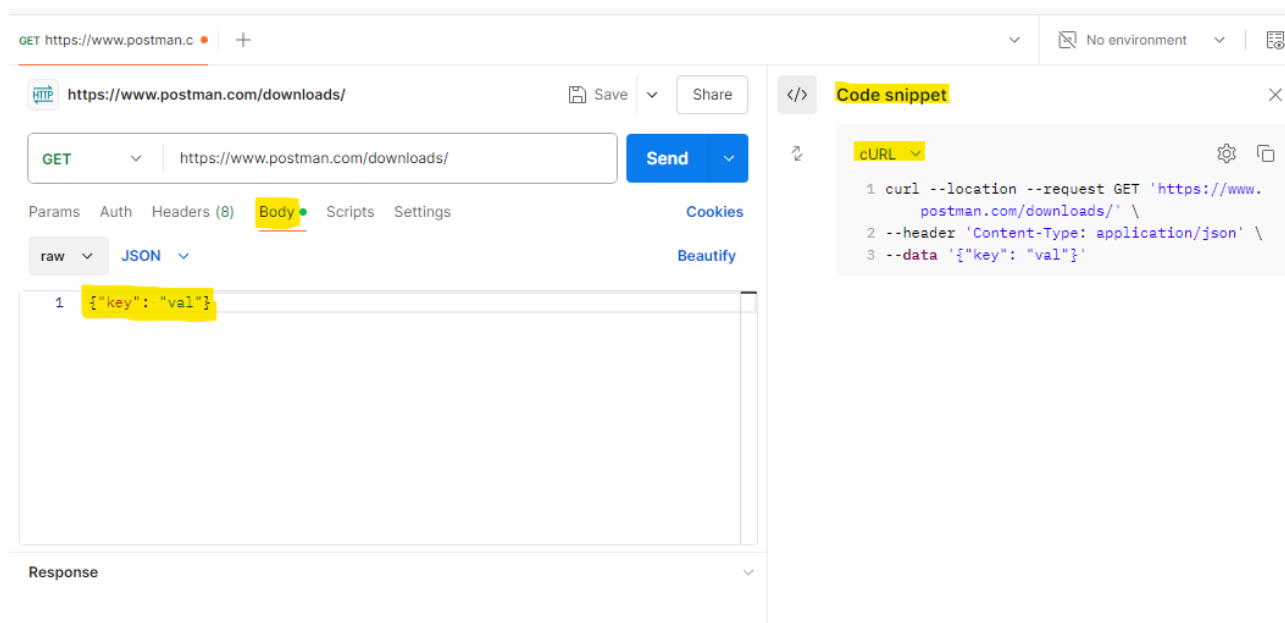 GET https://www.postman.c
No environment
HTTP https://www.postman.com/downloads/ Save Share
GET https://www.postman.com/downloads/ Send
Params Auth Headers (8) Body Scripts Settings Cookies
raw JSON Beautify
1 {"key": "val"}
Response
</> Code snippet
cURL
1 curl --location --request GET 'https://www.
postman.com/downloads/' \
2 --header 'Content-Type: application/json' \
3 --data '{"key": "val"}'